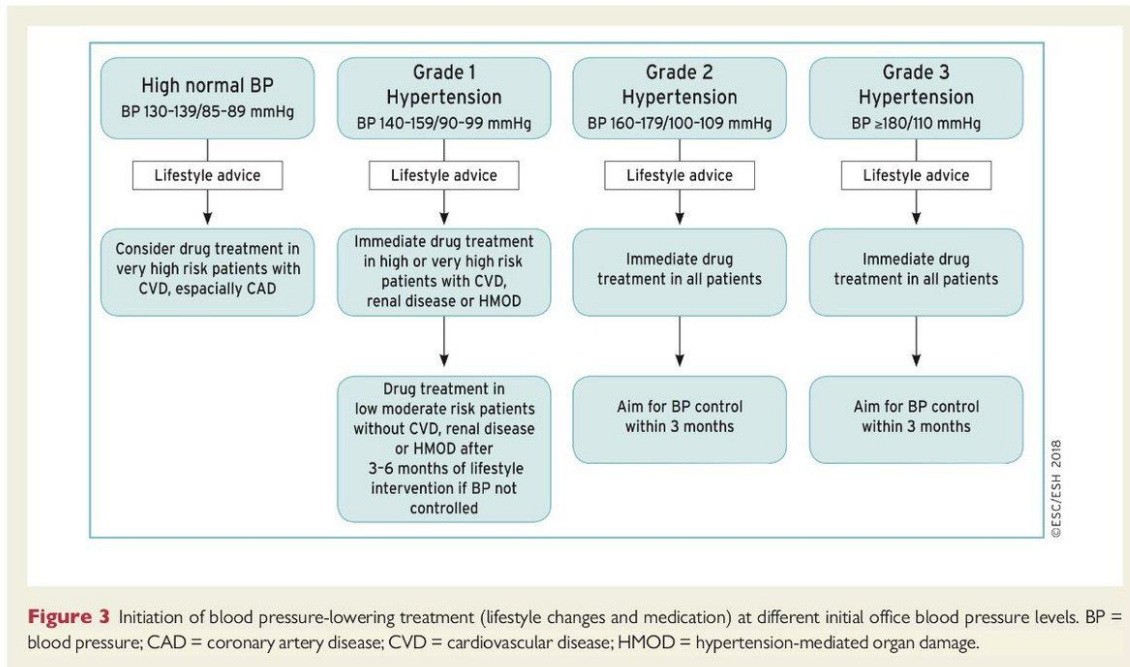 High normal BP
BP 130-139/85-89 mmHg
Lifestyle advice
Consider drug treatment in
very high risk patients with
CVD, espacially CAD
Grade 1
Hypertension
BP 140-159/90-99 mmHg
Lifestyle advice
Immediate drug treatment
in high or very high risk
patients with CVD,
renal disease or HMOD
Drug treatment in
low moderate risk patients
without CVD, renal disease
or HMOD after
3-6 months of lifestyle
intervention if BP not
controlled
Grade 2
Hypertension
BP 160-179/100-109 mmHg
Lifestyle advice
Immediate drug
treatment in all patients
Aim for BP control
within 3 months
Grade 3
Hypertension
BP ≥180/110 mmHg
Lifestyle advice
Immediate drug
treatment in all patients
Aim for BP control
within 3 months
©ESC/ESH 2018
Figure 3 Initiation of blood pressure-lowering treatment (lifestyle changes and medication) at different initial office blood pressure levels. BP =
blood pressure; CAD = coronary artery disease; CVD = cardiovascular disease; HMOD = hypertension-mediated organ damage.